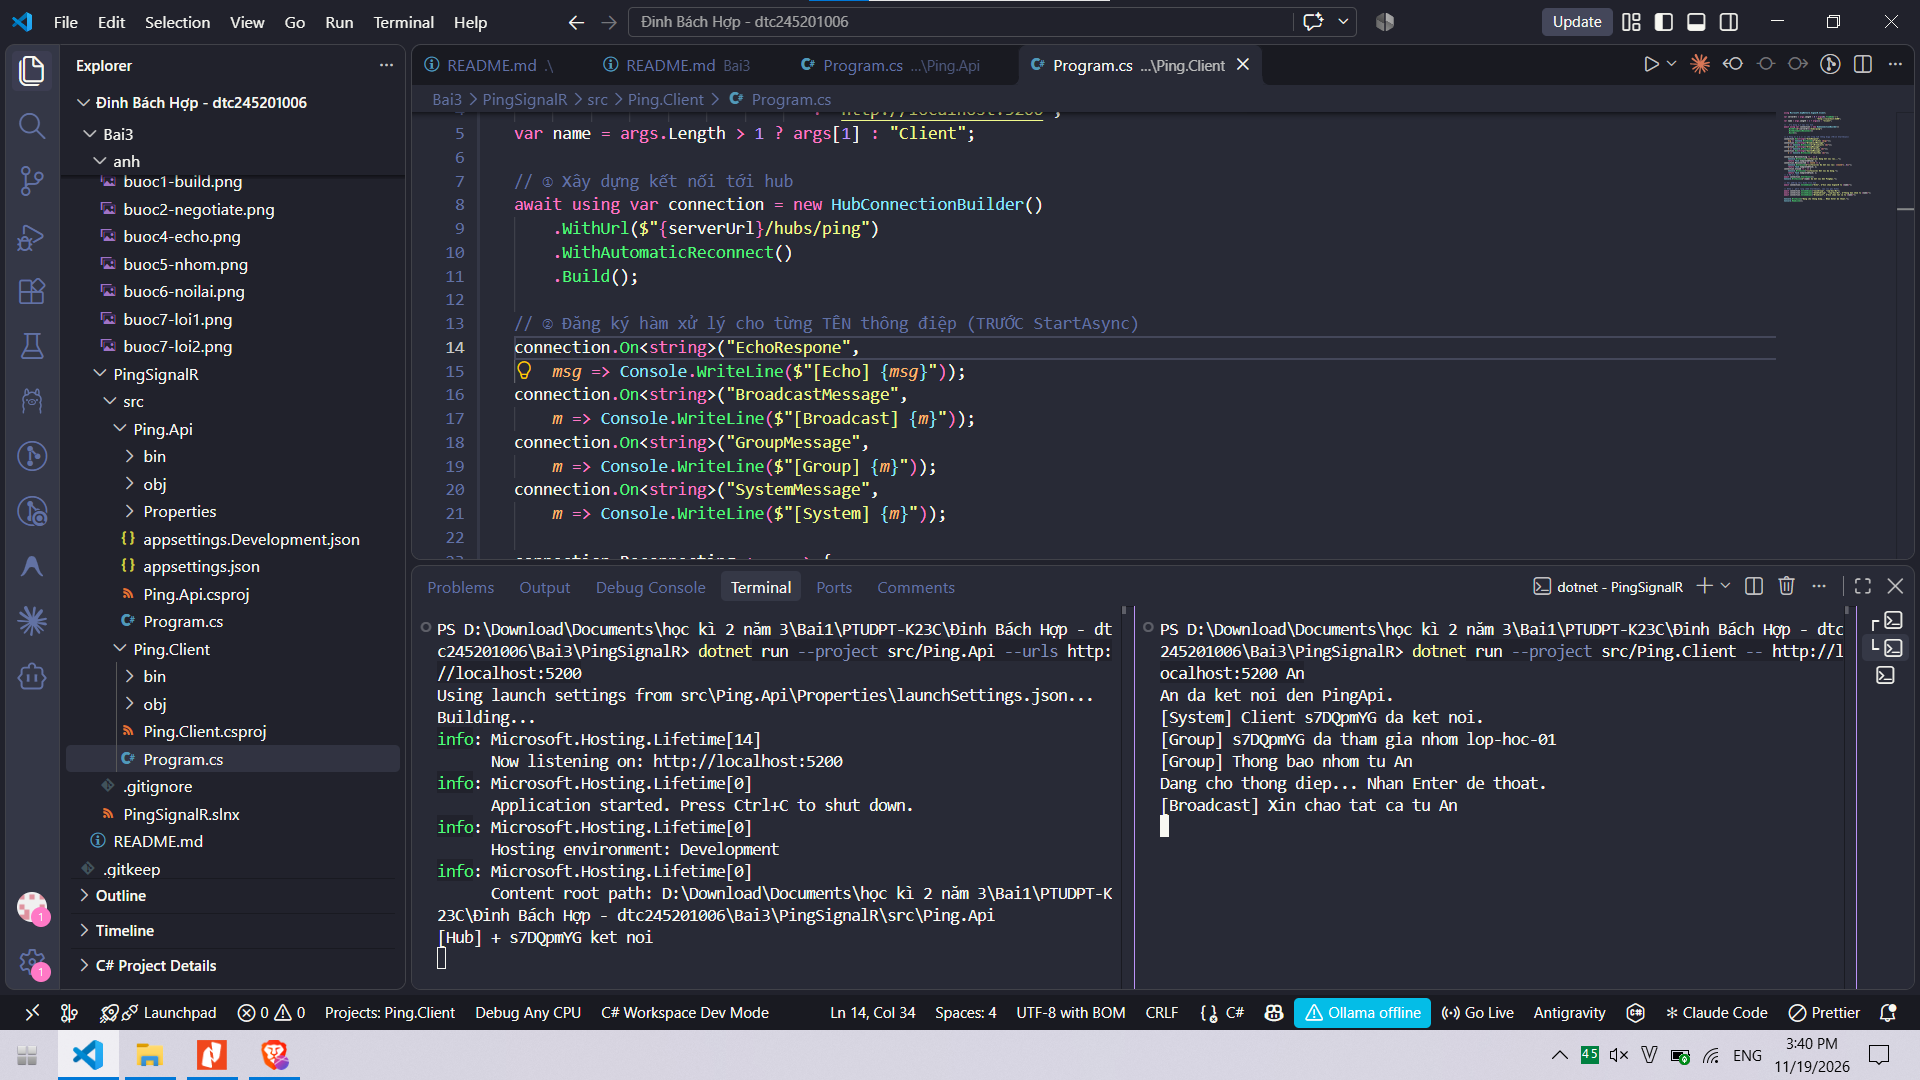 File Edit Selection View Go Run Terminal Help
Đinh Bách Hợp - dtc245201006
Update
Explorer
Đinh Bách Hợp - dtc245201006
Bai3
anh
buoc1-build.png
buoc2-negotiate.png
buoc4-echo.png
buoc5-nhom.png
buoc6-noilai.png
buoc7-loi1.png
buoc7-loi2.png
PingSignalR
src
Ping.Api
bin
obj
Properties
appsettings.Development.json
appsettings.json
Ping.Api.csproj
Program.cs
Ping.Client
bin
obj
Ping.Client.csproj
Program.cs
.gitignore
PingSignalR.slnx
README.md
.gitkeep
Outline
Timeline
C# Project Details
README.md .\
README.md Bai3
Program.cs ...\Ping.Api
Program.cs ...\Ping.Client
Bai3 > PingSignalR > src > Ping.Client > Program.cs
4 : "http://localhost:5200";
5 var name = args.Length > 1 ? args[1] : "Client";
6
7 // ① Xây dựng kết nối tới hub
8 await using var connection = new HubConnectionBuilder()
9 .WithUrl($"{serverUrl}/hubs/ping")
10 .WithAutomaticReconnect()
11 .Build();
12
13 // ② Đăng ký hàm xử lý cho từng TÊN thông điệp (TRƯỚC StartAsync)
14 connection.On<string>("EchoRespone",
15 msg => Console.WriteLine($"[Echo] {msg}"));
16 connection.On<string>("BroadcastMessage",
17 m => Console.WriteLine($"[Broadcast] {m}"));
18 connection.On<string>("GroupMessage",
19 m => Console.WriteLine($"[Group] {m}"));
20 connection.On<string>("SystemMessage",
21 m => Console.WriteLine($"[System] {m}"));
22
Problems Output Debug Console Terminal Ports Comments
dotnet - PingSignalR
PS D:\Download\Documents\học kì 2 năm 3\Bai1\PTUDPT-K23C\Đinh Bách Hợp - dt
c245201006\Bai3\PingSignalR> dotnet run --project src/Ping.Api --urls http:
//localhost:5200
Using launch settings from src\Ping.Api\Properties\launchSettings.json...
Building...
info: Microsoft.Hosting.Lifetime[14]
Now listening on: http://localhost:5200
info: Microsoft.Hosting.Lifetime[0]
Application started. Press Ctrl+C to shut down.
info: Microsoft.Hosting.Lifetime[0]
Hosting environment: Development
info: Microsoft.Hosting.Lifetime[0]
Content root path: D:\Download\Documents\học kì 2 năm 3\Bai1\PTUDPT-K
23C\Đinh Bách Hợp - dtc245201006\Bai3\PingSignalR\src\Ping.Api
[Hub] + s7DQpmYG ket noi
PS D:\Download\Documents\học kì 2 năm 3\Bai1\PTUDPT-K23C\Đinh Bách Hợp - dtc
245201006\Bai3\PingSignalR> dotnet run --project src/Ping.Client -- http://l
ocalhost:5200 An
An da ket noi den PingApi.
[System] Client s7DQpmYG da ket noi.
[Group] s7DQpmYG da tham gia nhom lop-hoc-01
[Group] Thong bao nhom tu An
Dang cho thong diep... Nhan Enter de thoat.
[Broadcast] Xin chao tat ca tu An
1
1
Launchpad 0 0 Projects: Ping.Client Debug Any CPU C# Workspace Dev Mode Ln 14, Col 34 Spaces: 4 UTF-8 with BOM CRLF C# Ollama offline Go Live Antigravity Claude Code Prettier
45 ENG 3:40 PM
11/19/2026